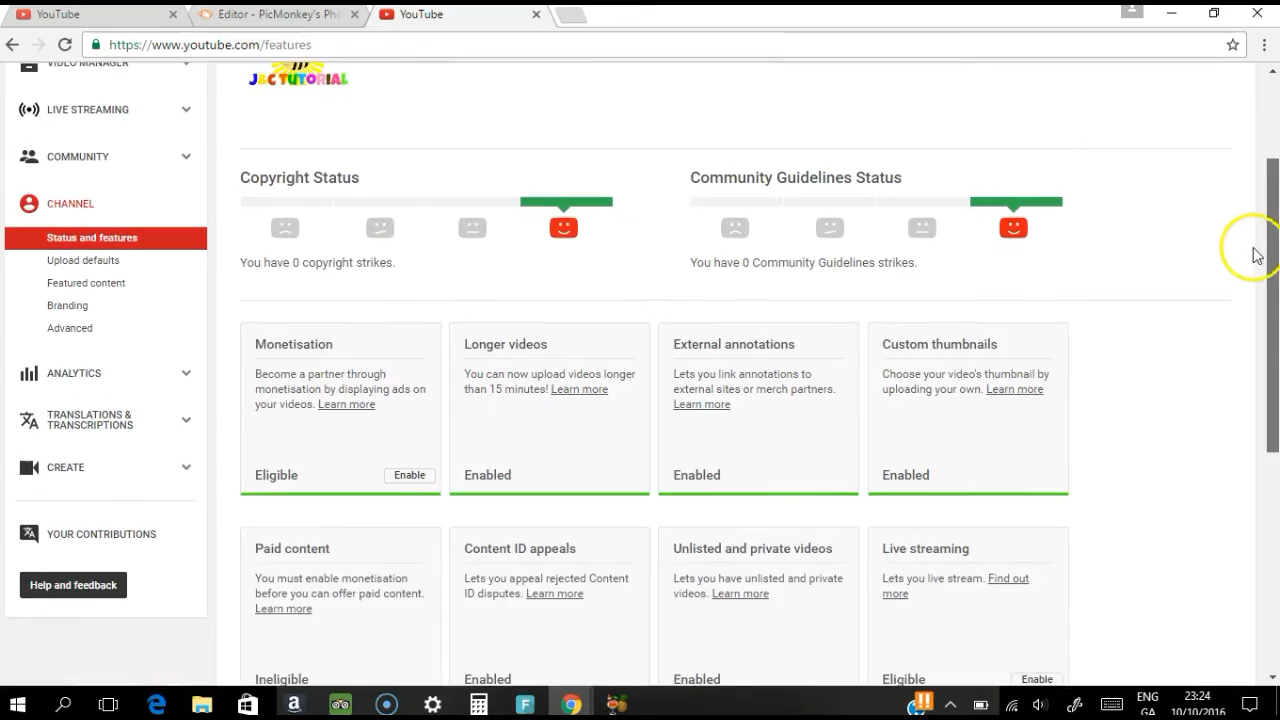 YouTube
Editor - PicMonkey's Ph
YouTube
https://www.youtube.com/features
VIDEO MANAGER
J&C TUTORIAL
LIVE STREAMING
COMMUNITY
CHANNEL
Status and features
Upload defaults
Featured content
Branding
Advanced
ANALYTICS
TRANSLATIONS &
TRANSCRIPTIONS
CREATE
YOUR CONTRIBUTIONS
Help and feedback
Copyright Status
You have 0 copyright strikes.
Community Guidelines Status
You have 0 Community Guidelines strikes.
Monetisation
Become a partner through
monetisation by displaying ads on
your videos. Learn more
Eligible
Enable
Longer videos
You can now upload videos longer
than 15 minutes! Learn more
Enabled
External annotations
Lets you link annotations to
external sites or merch partners.
Learn more
Enabled
Custom thumbnails
Choose your video's thumbnail by
uploading your own. Learn more
Enabled
Paid content
You must enable monetisation
before you can offer paid content.
Learn more
Ineligible
Content ID appeals
Lets you appeal rejected Content
ID disputes. Learn more
Enabled
Unlisted and private videos
Lets you have unlisted and private
videos. Learn more
Enabled
Live streaming
Lets you live stream. Find out
more
Eligible
Enable
ENG
GA
23:24
10/10/2016